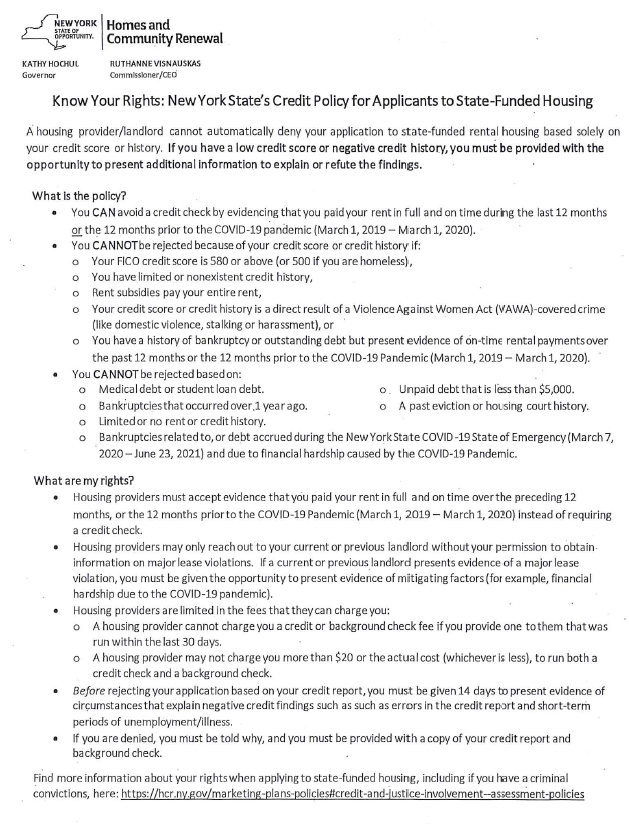 NEW YORK
STATE OF
OPPORTUNITY.
Homes and
Community Renewal
KATHY HOCHUL
Governor
RUTHANNE VISNAUSKAS
Commissioner/CEO
Know Your Rights: New York State's Credit Policy for Applicants to State-Funded Housing
A housing provider/landlord cannot automatically deny your application to state-funded rental housing based solely on
your credit score or history. If you have a low credit score or negative credit history, you must be provided with the
opportunity to present additional information to explain or refute the findings.
What is the policy?
• You CAN avoid a credit check by evidencing that you paid your rent in full and on time during the last 12 months
or the 12 months prior to the COVID-19 pandemic (March 1, 2019 – March 1, 2020).
• You CANNOT be rejected because of your credit score or credit history if:
o Your FICO credit score is 580 or above (or 500 if you are homeless),
o You have limited or nonexistent credit history,
o Rent subsidies pay your entire rent,
o Your credit score or credit history is a direct result of a Violence Against Women Act (VAWA)-covered crime
(like domestic violence, stalking or harassment), or
o You have a history of bankruptcy or outstanding debt but present evidence of on-time rental payments over
the past 12 months or the 12 months prior to the COVID-19 Pandemic (March 1, 2019 – March 1, 2020).
• You CANNOT be rejected based on:
o Medical debt or student loan debt.
o Bankruptcies that occurred over 1 year ago.
o Limited or no rent or credit history.
o Unpaid debt that is less than $5,000.
o A past eviction or housing court history.
o Bankruptcies related to, or debt accrued during the New York State COVID-19 State of Emergency (March 7,
2020 – June 23, 2021) and due to financial hardship caused by the COVID-19 Pandemic.
What are my rights?
• Housing providers must accept evidence that you paid your rent in full and on time over the preceding 12
months, or the 12 months prior to the COVID-19 Pandemic (March 1, 2019 – March 1, 2020) instead of requiring
a credit check.
• Housing providers may only reach out to your current or previous landlord without your permission to obtain
information on major lease violations. If a current or previous landlord presents evidence of a major lease
violation, you must be given the opportunity to present evidence of mitigating factors (for example, financial
hardship due to the COVID-19 pandemic).
• Housing providers are limited in the fees that they can charge you:
o A housing provider cannot charge you a credit or background check fee if you provide one to them that was
run within the last 30 days.
o A housing provider may not charge you more than $20 or the actual cost (whichever is less), to run both a
credit check and a background check.
• Before rejecting your application based on your credit report, you must be given 14 days to present evidence of
circumstances that explain negative credit findings such as such as errors in the credit report and short-term
periods of unemployment/illness.
• If you are denied, you must be told why, and you must be provided with a copy of your credit report and
background check.
Find more information about your rights when applying to state-funded housing, including if you have a criminal
convictions, here: https://hcr.ny.gov/marketing-plans-policies#credit-and-justice-involvement--assessment-policies